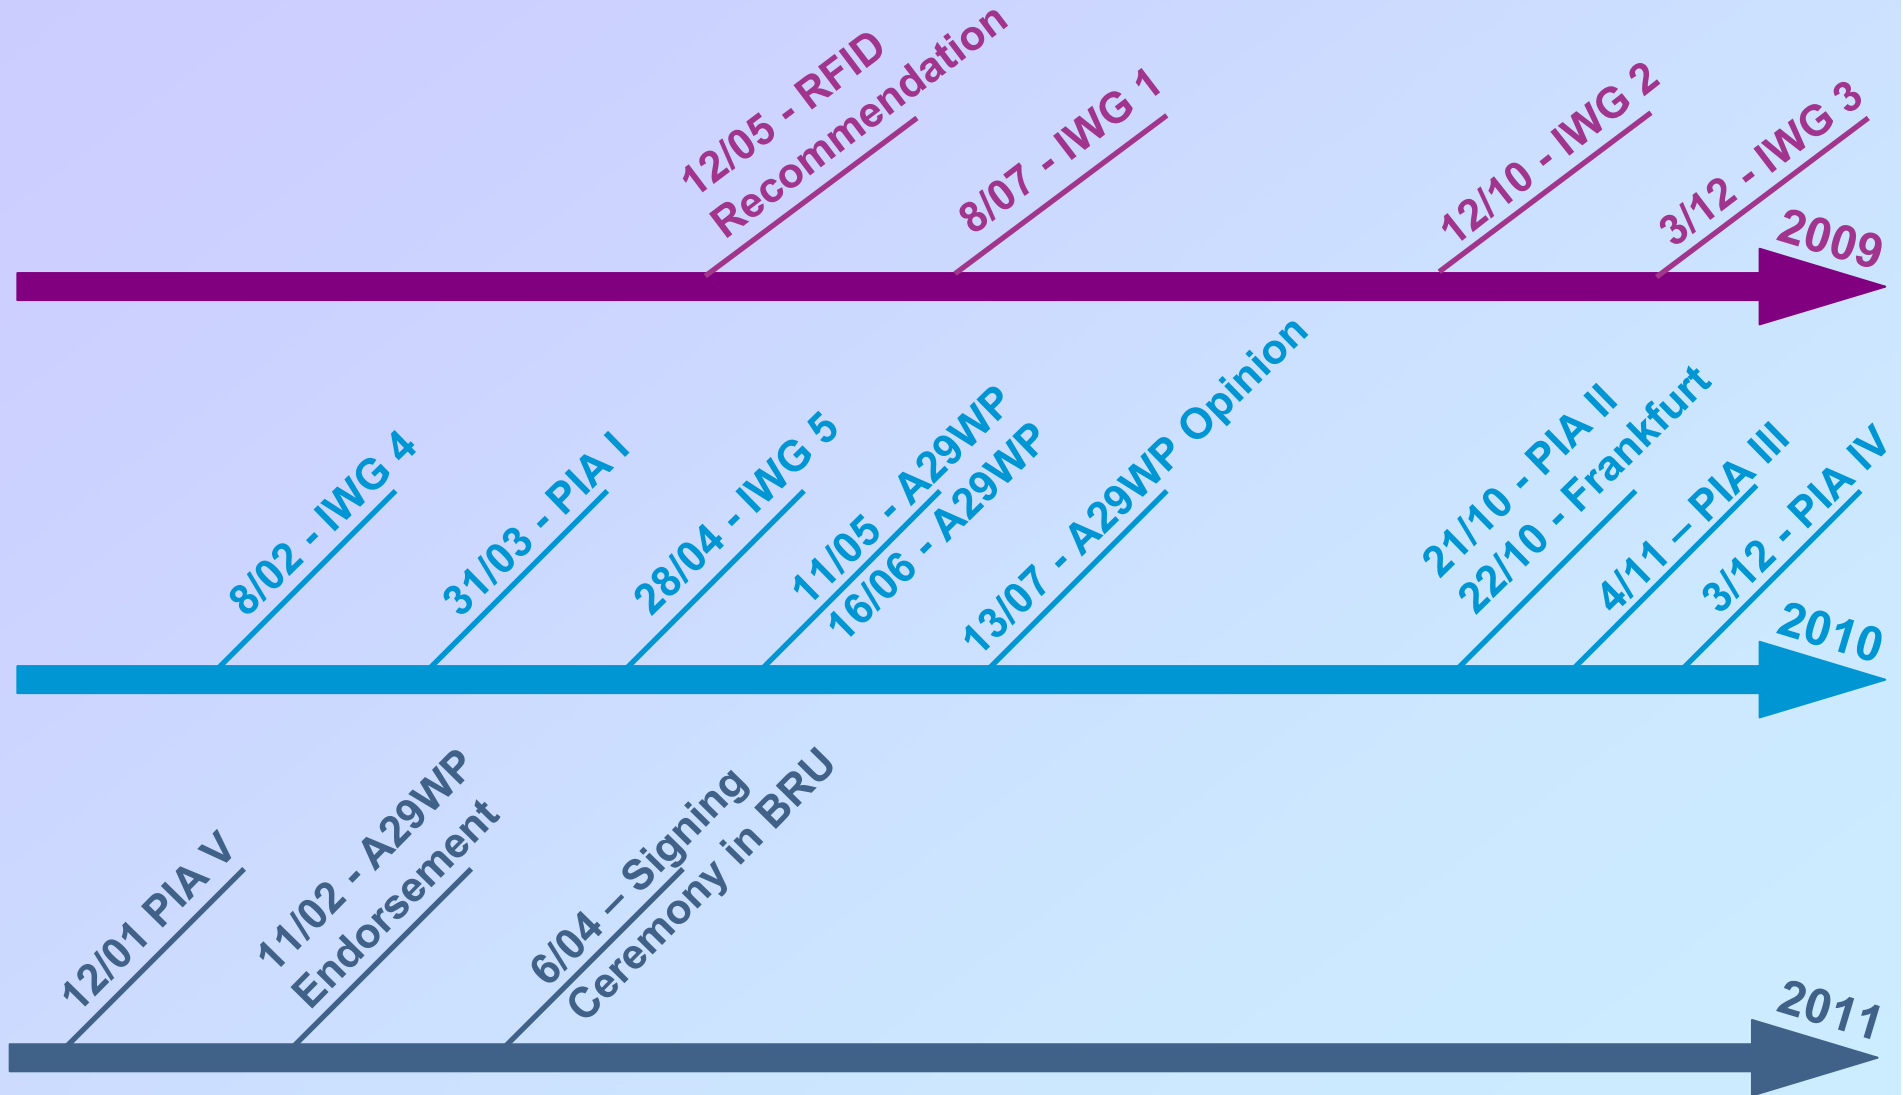 12/05 - RFID
Recommendation
8/07 - IWG 1
12/10 - IWG 2
3/12 - IWG 3
2009
8/02 - IWG 4
31/03 - PIA I
28/04 - IWG 5
11/05 - A29WP
16/06 - A29WP
13/07 - A29WP Opinion
21/10 - PIA II
22/10 - Frankfurt
4/11 – PIA III
3/12 - PIA IV
2010
12/01 PIA V
11/02 - A29WP
Endorsement
6/04 – Signing
Ceremony in BRU
2011